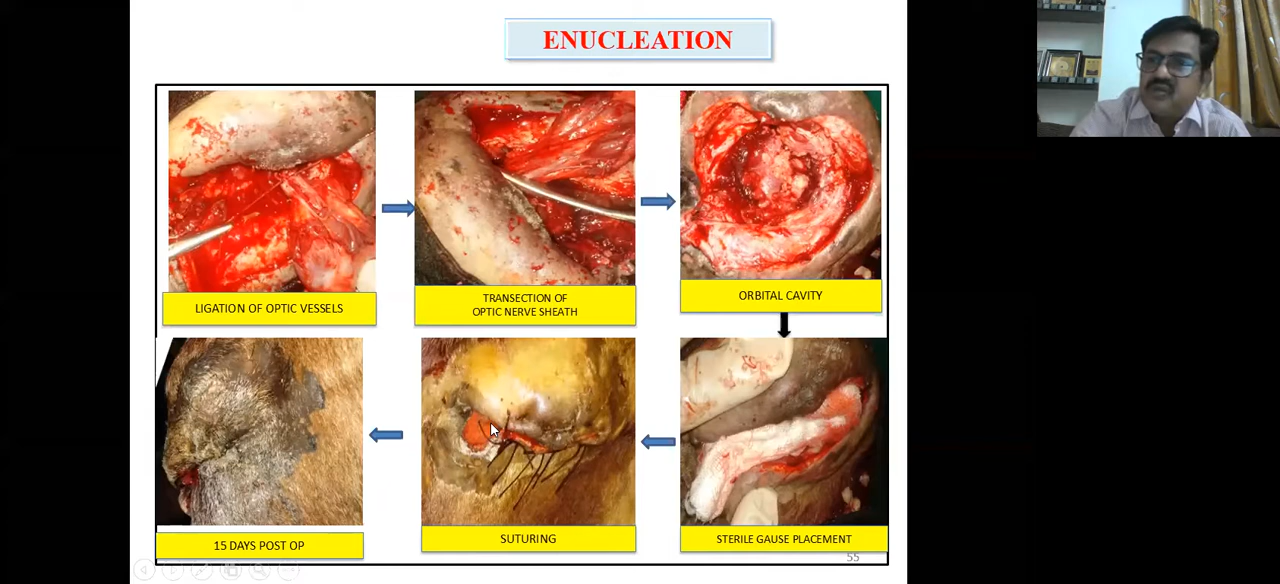 ENUCLEATION
LIGATION OF OPTIC VESSELS
TRANSECTION OF
OPTIC NERVE SHEATH
ORBITAL CAVITY
15 DAYS POST OP
SUTURING
STERILE GAUSE PLACEMENT
55